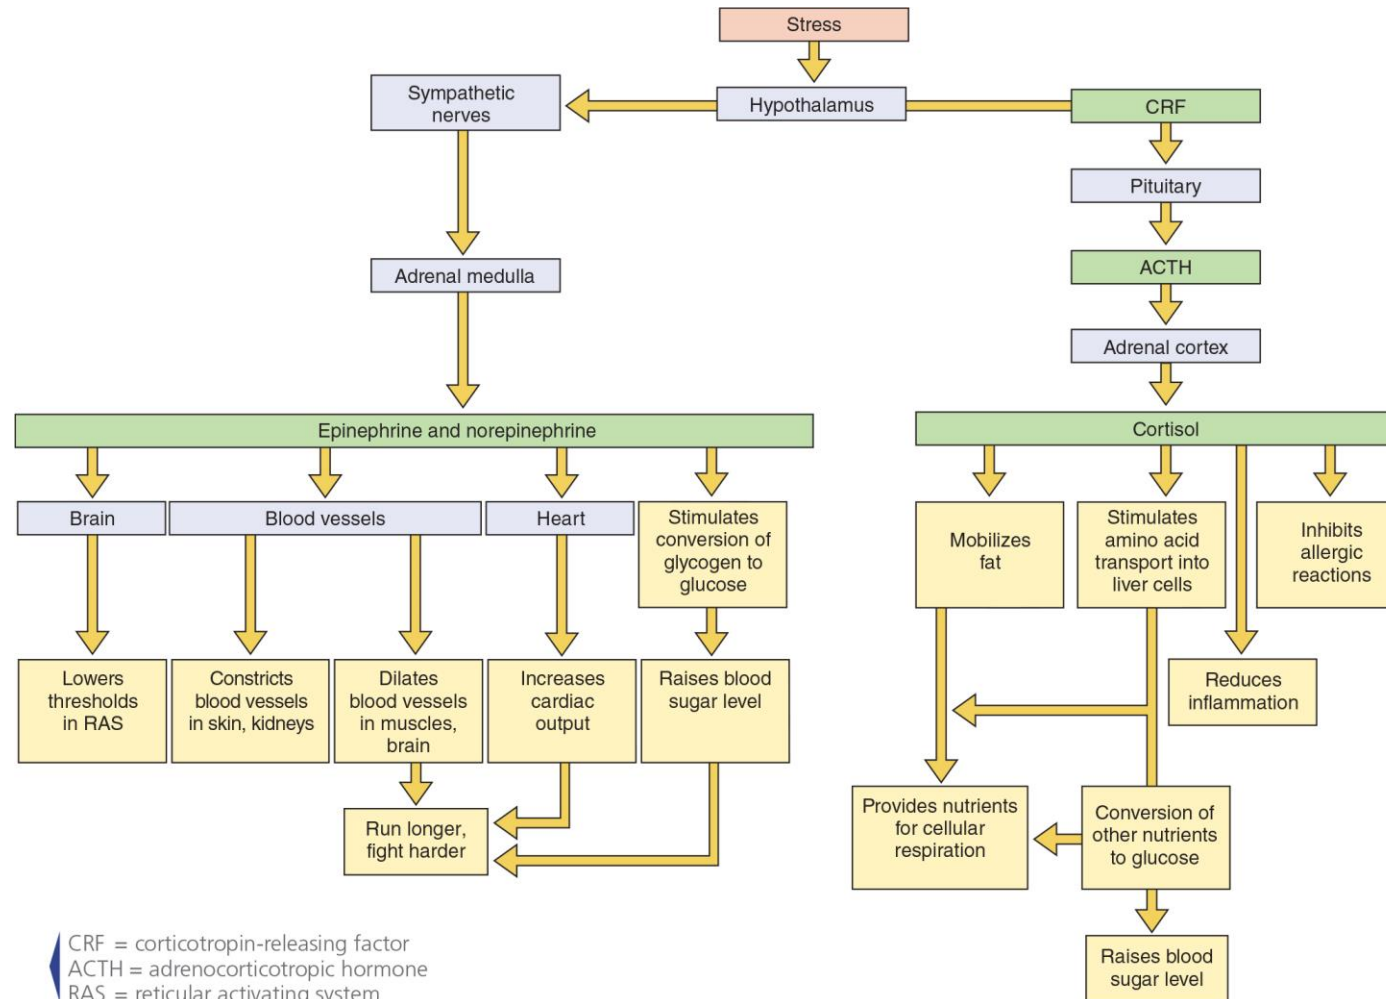 Stress
Sympathetic
nerves
Hypothalamus
CRF
Pituitary
ACTH
Adrenal medulla
Adrenal cortex
Epinephrine and norepinephrine
Cortisol
Brain
Blood vessels
Heart
Stimulates
conversion of
glycogen to
glucose
Mobilizes
fat
Stimulates
amino acid
transport into
liver cells
Inhibits
allergic
reactions
Lowers
thresholds
in RAS
Constricts
blood vessels
in skin, kidneys
Dilates
blood vessels
in muscles,
brain
Increases
cardiac
output
Raises blood
sugar level
Reduces
inflammation
Run longer,
fight harder
Provides nutrients
for cellular
respiration
Conversion of
other nutrients
to glucose
Raises blood
sugar level
CRF = corticotropin-releasing factor
ACTH = adrenocorticotropic hormone
RAS = reticular activating system